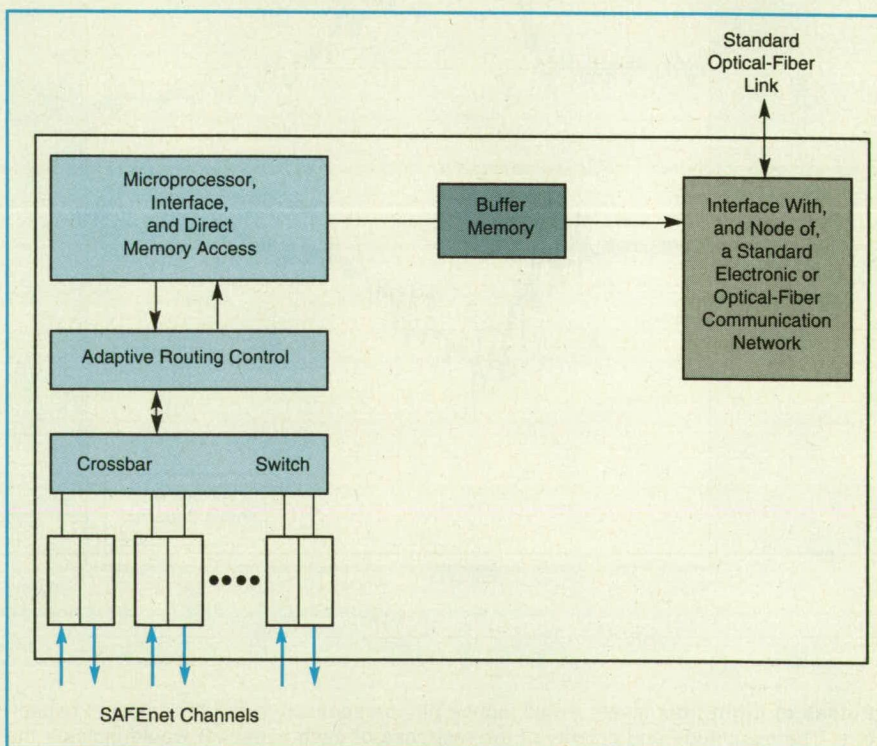 Standard
Optical-Fiber
Link
Microprocessor,
Interface,
and Direct
Memory Access
Buffer
Memory
Interface With,
and Node of,
a Standard
Electronic or
Optical-Fiber
Communication
Network
Adaptive Routing Control
Crossbar Switch
SAFEnet Channels